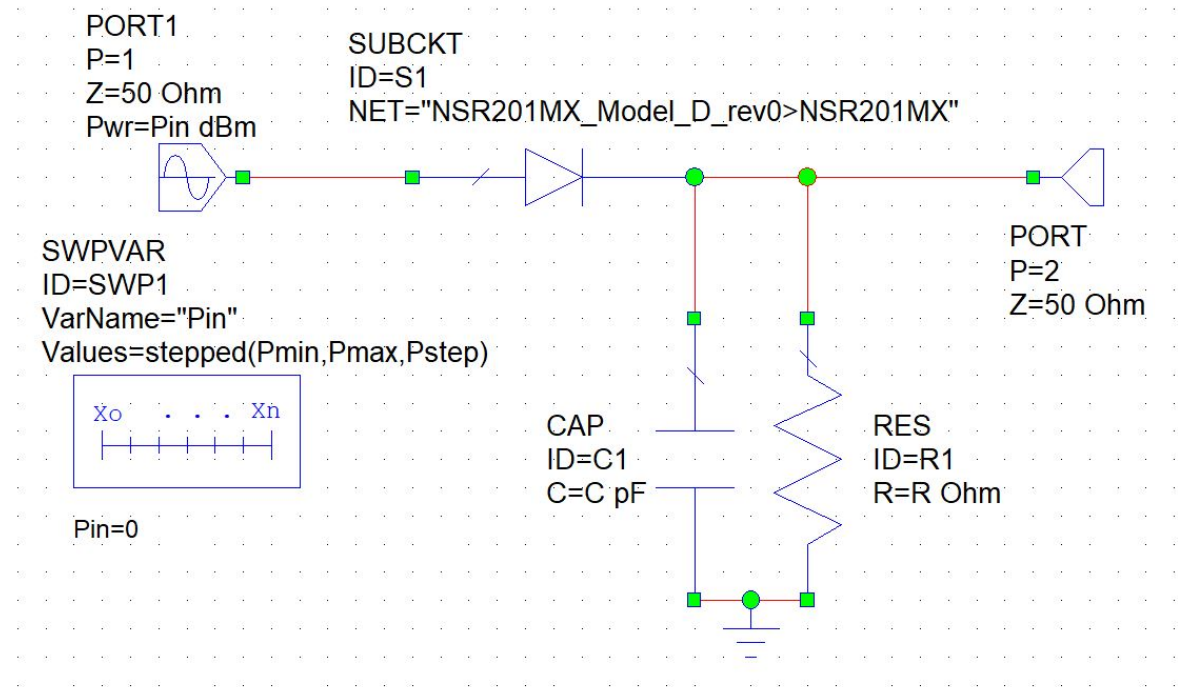 PORT1
P=1
Z=50 Ohm
Pwr=Pin dBm
SUBCKT
ID=S1
NET="NSR201MX_Model_D_rev0>NSR201MX"
SWPVAR
ID=SWP1
VarName="Pin"
Values=stepped(Pmin,Pmax,Pstep)
Xo . . . Xn
Pin=0
CAP
ID=C1
C=C pF
RES
ID=R1
R=R Ohm
PORT
P=2
Z=50 Ohm